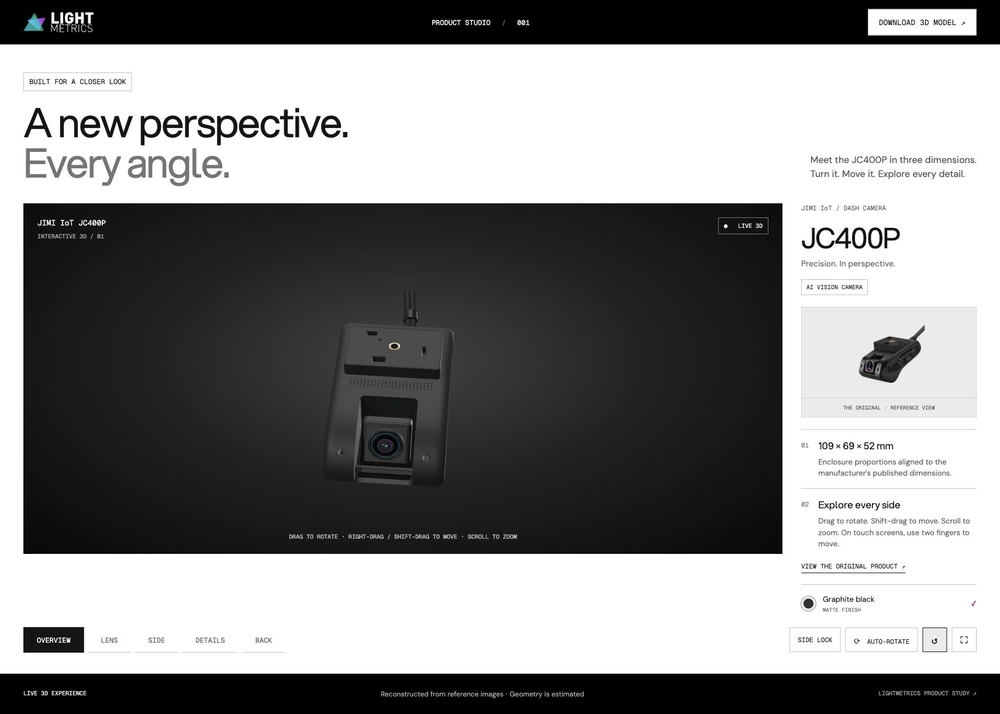 LIGHT
METRICS
PRODUCT STUDIO / 001
DOWNLOAD 3D MODEL ↗
BUILT FOR A CLOSER LOOK
A new perspective.
Every angle.
Meet the JC400P in three dimensions.
Turn it. Move it. Explore every detail.
JIMI IoT JC400P
INTERACTIVE 3D / 01
LIVE 3D
DRAG TO ROTATE · RIGHT-DRAG / SHIFT-DRAG TO MOVE · SCROLL TO ZOOM
JIMI IoT / DASH CAMERA
JC400P
Precision. In perspective.
AI VISION CAMERA
THE ORIGINAL · REFERENCE VIEW
01 109 × 69 × 52 mm
Enclosure proportions aligned to the
manufacturer's published dimensions.
02 Explore every side
Drag to rotate. Shift-drag to move. Scroll to
zoom. On touch screens, use two fingers to
move.
VIEW THE ORIGINAL PRODUCT ↗
Graphite black ✓
MATTE FINISH
OVERVIEW LENS SIDE DETAILS BACK
SIDE LOCK ⟳ AUTO-ROTATE ↺ ⛶
LIVE 3D EXPERIENCE
Reconstructed from reference images · Geometry is estimated
LIGHTMETRICS PRODUCT STUDY ↗